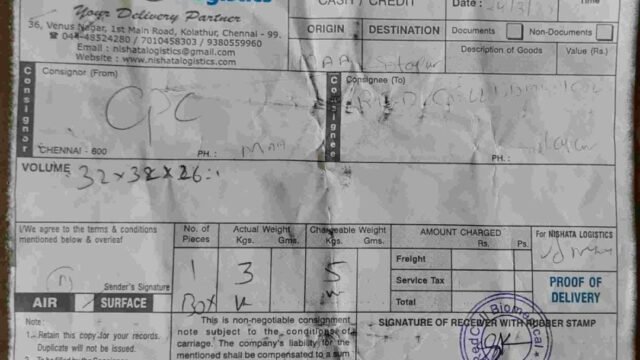 Your Delivery Partner
36, Venus Nagar, 1st Main Road, Kolathur, Chennai - 99.
☎ 044-48524280 / 7010458303 / 9380559960
Email : nishatalogistics@gmail.com
Website : www.nishatalogistics.com
CASH / CREDIT
Date :
Time
ORIGIN DESTINATION Documents Non-Documents
MAA
Description of Goods Value (Rs.)
Consignor
Consignor (From)
CPC
CHENNAI - 600 PH. : MAA
Consignee
Consignee (To)
PH. :
VOLUME 32x32x26
I/We agree to the terms & conditions
mentioned below & overleaf
Sender's Signature
AIR SURFACE
No. of Pieces
1
Box
Actual Weight
Kgs. Gms.
3
K
Chargeable Weight
Kgs. Gms.
5
AMOUNT CHARGED
Rs. Ps.
Freight
Service Tax
Total
For NISHATA LOGISTICS
PROOF OF
DELIVERY
Note
1. Retain this copy for your records.
Duplicate will not be issued.
This is non-negotiable consignment
note subject to the conditions of
carriage. The company's liability for
mentioned shall be compensated to a sum
SIGNATURE OF RECEIVER WITH RUBBER STAMP